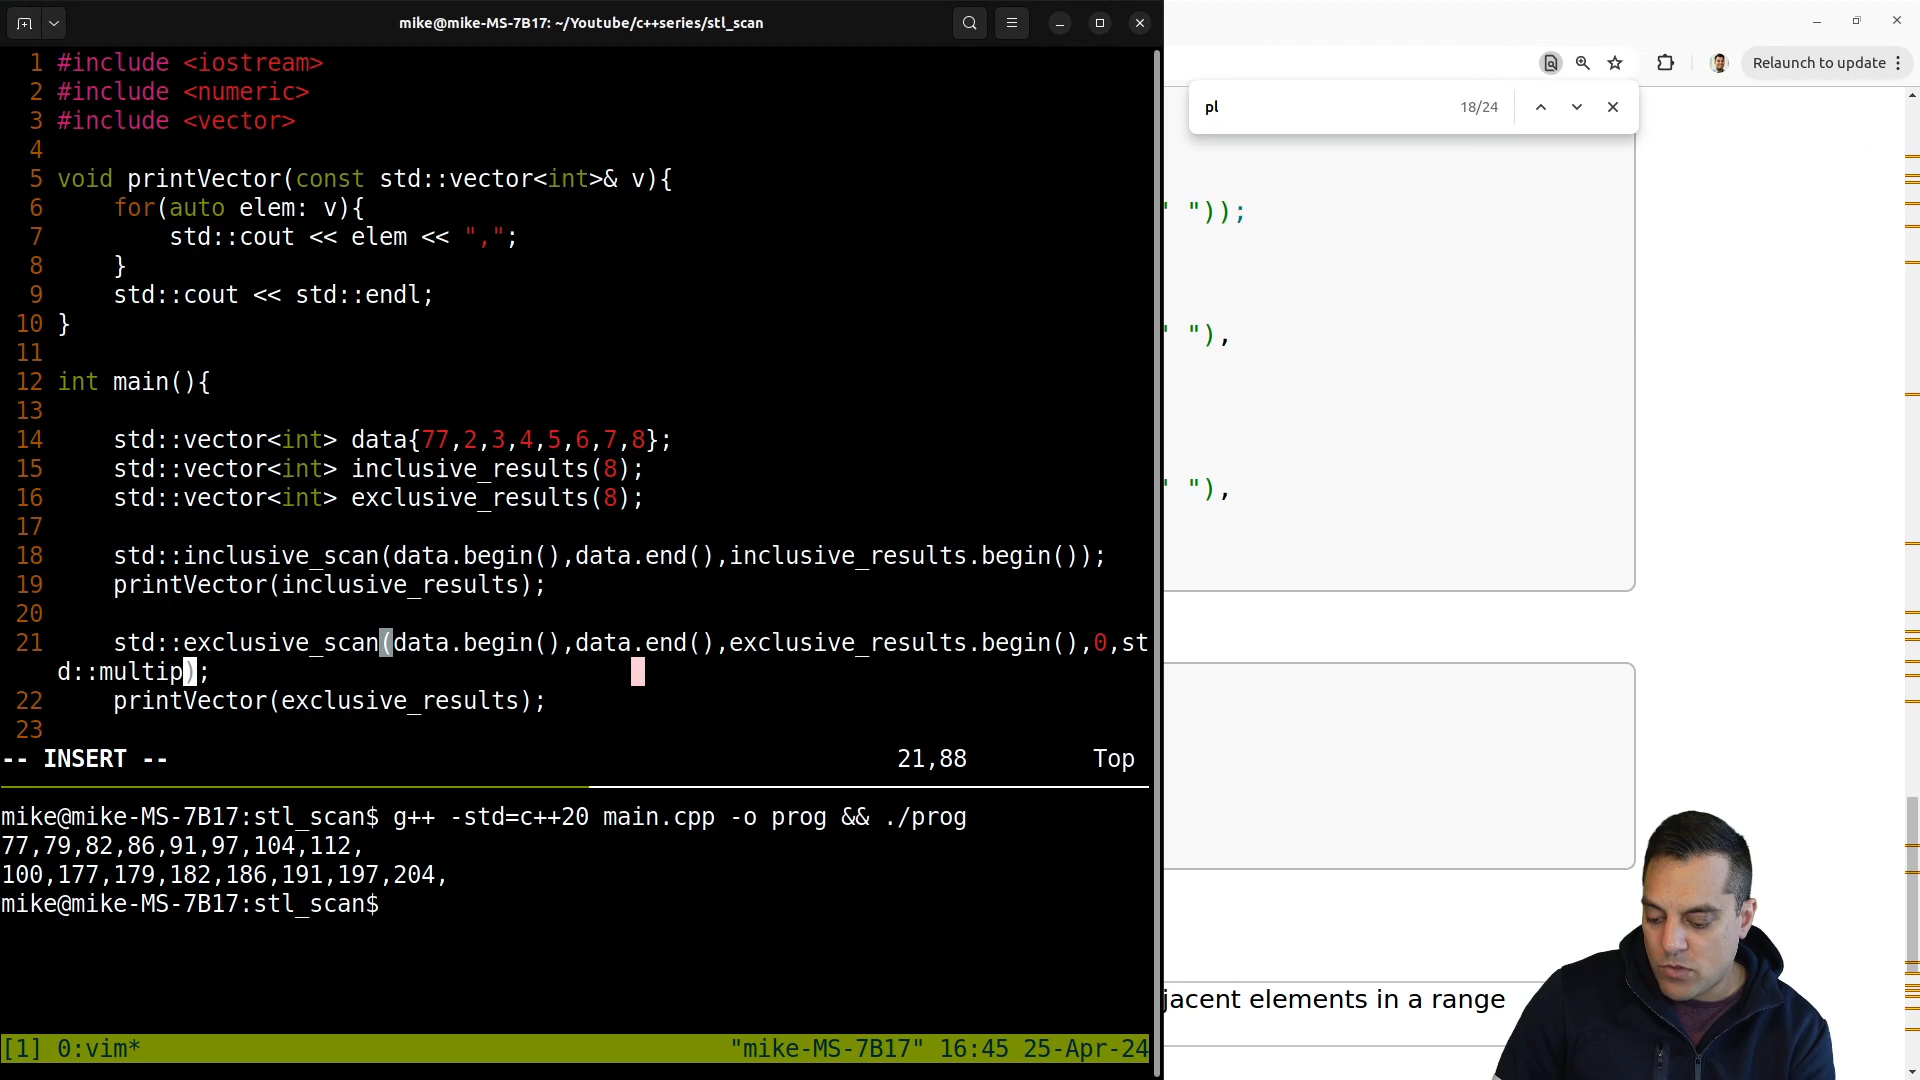 mike@mike-MS-7B17: ~/Youtube/c++series/stl_scan
Relaunch to update
pl
18/24
1 #include <iostream>
2 #include <numeric>
3 #include <vector>
4
5 void printVector(const std::vector<int>& v){
6     for(auto elem: v){
7         std::cout << elem << ",";
8     }
9     std::cout << std::endl;
10 }
11
12 int main(){
13
14     std::vector<int> data{77,2,3,4,5,6,7,8};
15     std::vector<int> inclusive_results(8);
16     std::vector<int> exclusive_results(8);
17
18     std::inclusive_scan(data.begin(),data.end(),inclusive_results.begin());
19     printVector(inclusive_results);
20
21     std::exclusive_scan(data.begin(),data.end(),exclusive_results.begin(),0,st
d::multip);
22     printVector(exclusive_results);
23
-- INSERT -- 21,88 Top
mike@mike-MS-7B17:stl_scan$ g++ -std=c++20 main.cpp -o prog && ./prog
77,79,82,86,91,97,104,112,
100,177,179,182,186,191,197,204,
mike@mike-MS-7B17:stl_scan$
[1] 0:vim* "mike-MS-7B17" 16:45 25-Apr-24
" "));
" "),
" "),
jacent elements in a range